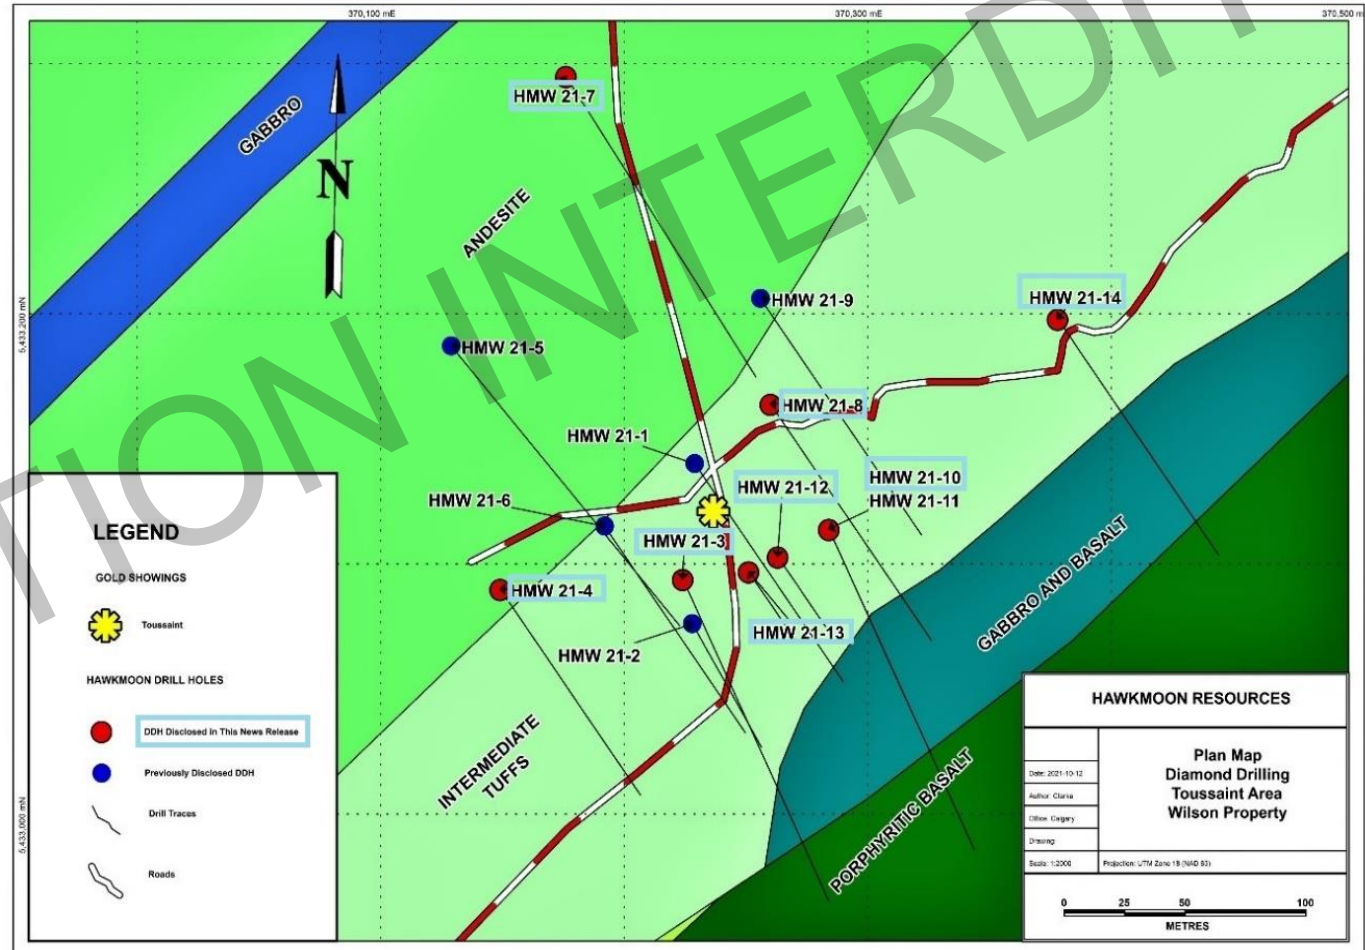 370,100 mE
370,300 mE
370,500 m
TION INTERDI
GABBRO
HMW 21-7
N
ANDESITE
5,433,200 mN
HMW 21-9
HMW 21-14
HMW 21-5
HMW 21-8
HMW 21-1
HMW 21-6
HMW 21-12
HMW 21-10
HMW 21-11
HMW 21-3
HMW 21-4
HMW 21-13
HMW 21-2
GABBRO AND BASALT
INTERMEDIATE
TUFFS
PORPHYRITIC BASALT
5,433,000 mN
LEGEND
GOLD SHOWINGS
Toussaint
HAWKMOON DRILL HOLES
DDH Disclosed in This News Release
Previously Disclosed DDH
Drill Traces
Roads
HAWKMOON RESOURCES
Plan Map
Diamond Drilling
Toussaint Area
Wilson Property
Date: 2021-10-12
Author: Clarke
Office: Calgary
Drawing:
Scale: 1:2000
Projection: UTM Zone 18 (NAD 83)
0 25 50 100
METRES